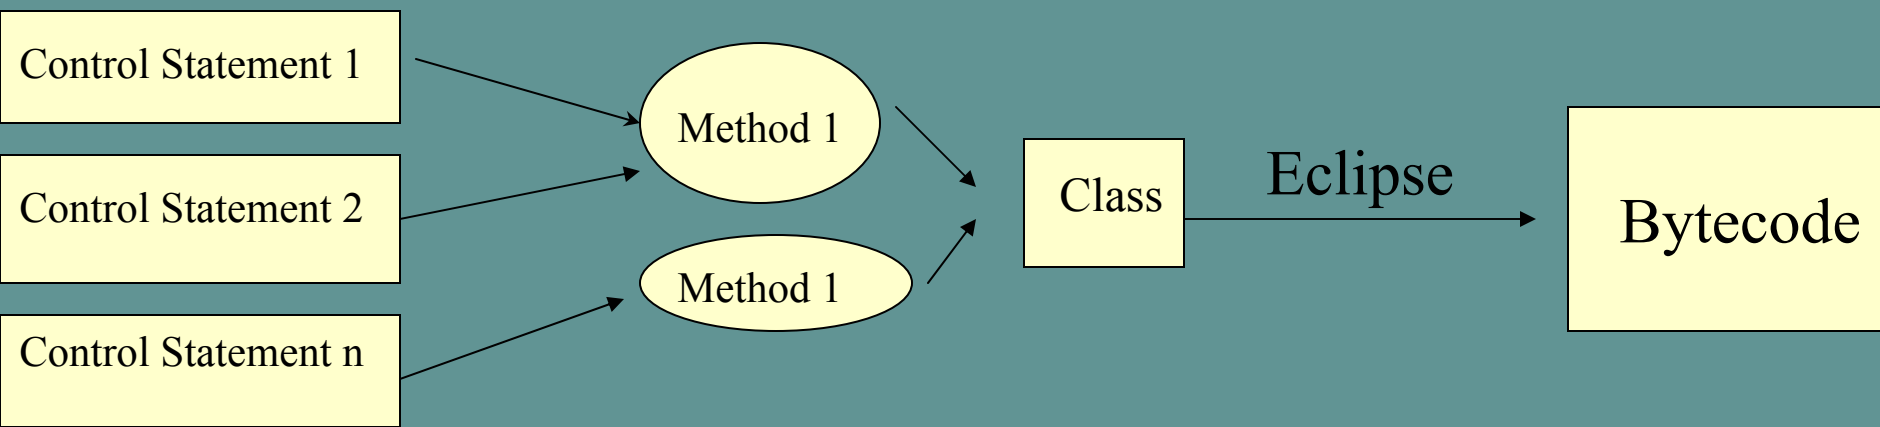 Control Statement 1
Control Statement 2
Control Statement n
Method 1
Method 1
Class
Eclipse
Bytecode